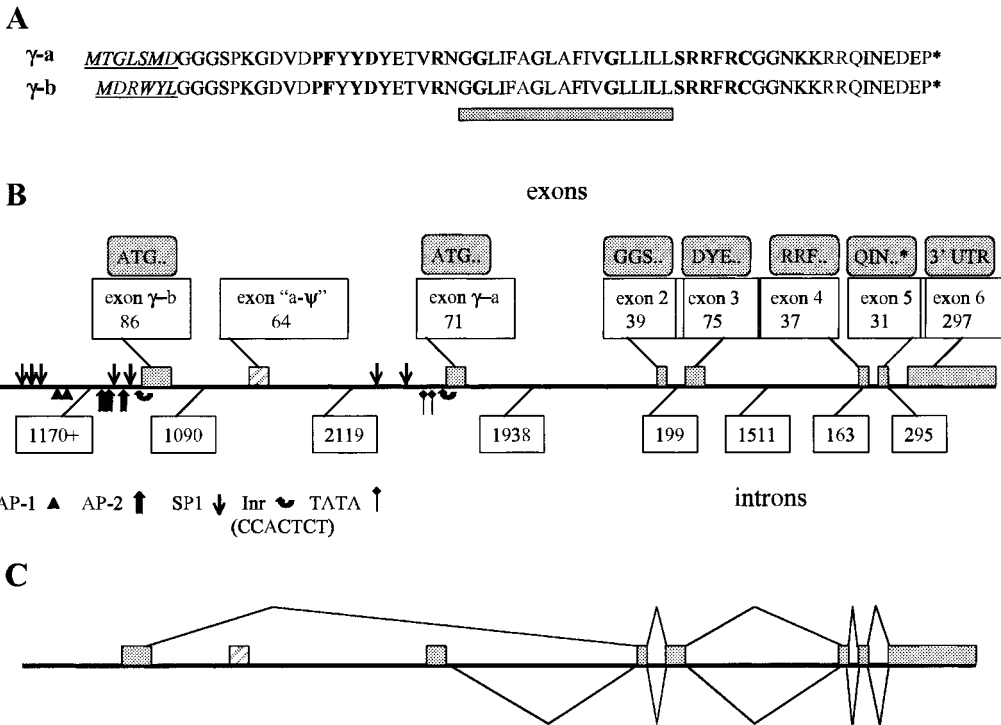 A
γ-a MTGLSMDGGGSPKGDVDPFYYDYETVRNGGLIFAGLAFIVGLLILLSRRFRCGGNKKRRQINEDEP*
γ-b MDRWYLGGGSPKGDVDPFYYDYETVRNGGLIFAGLAFIVGLLILLSRRFRCGGNKKRRQINEDEP*
B
exons
ATG.. ATG.. GGS.. DYE.. RRF.. QIN..* 3' UTR
exon γ-b exon "a-ψ" exon γ-a exon 2 exon 3 exon 4 exon 5 exon 6
86 64 71 39 75 37 31 297
1170+ 1090 2119 1938 199 1511 163 295
AP-1 AP-2 SP1 Inr TATA
(CCACTCT)
introns
C